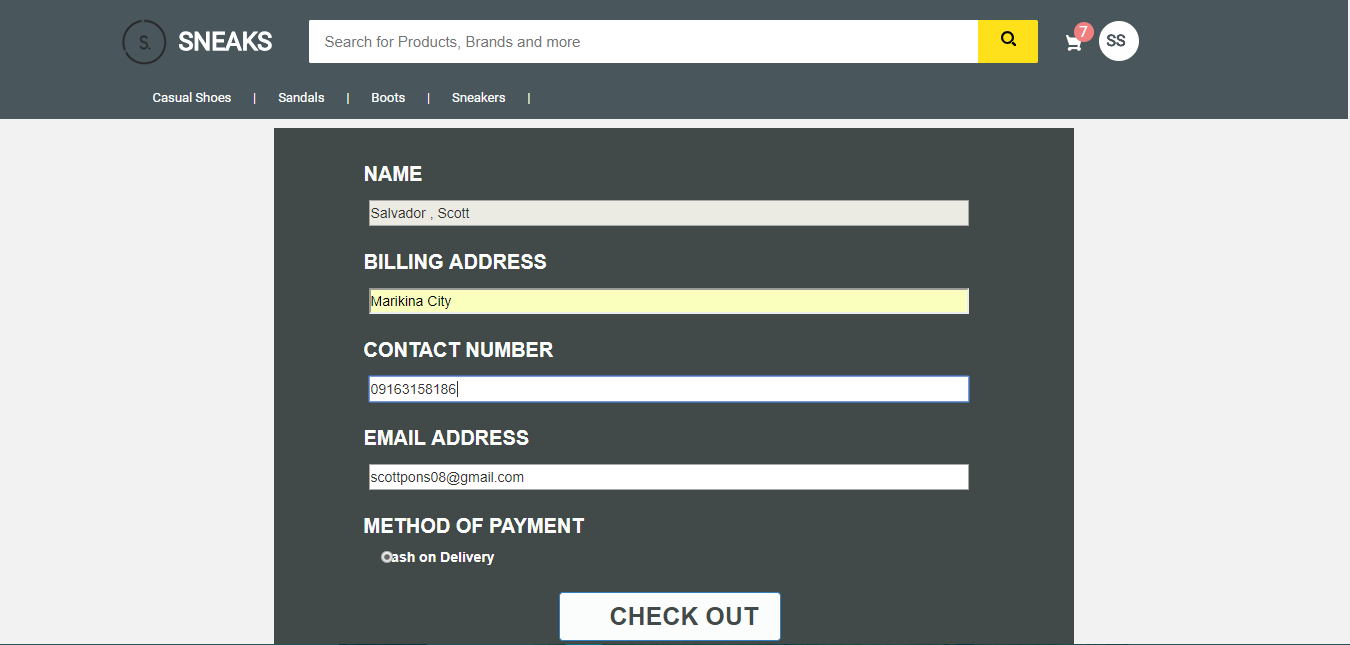 S. SNEAKS Search for Products, Brands and more 7 SS
Casual Shoes | Sandals | Boots | Sneakers |
NAME
Salvador , Scott
BILLING ADDRESS
Marikina City
CONTACT NUMBER
09163158186
EMAIL ADDRESS
scottpons08@gmail.com
METHOD OF PAYMENT
Cash on Delivery
CHECK OUT